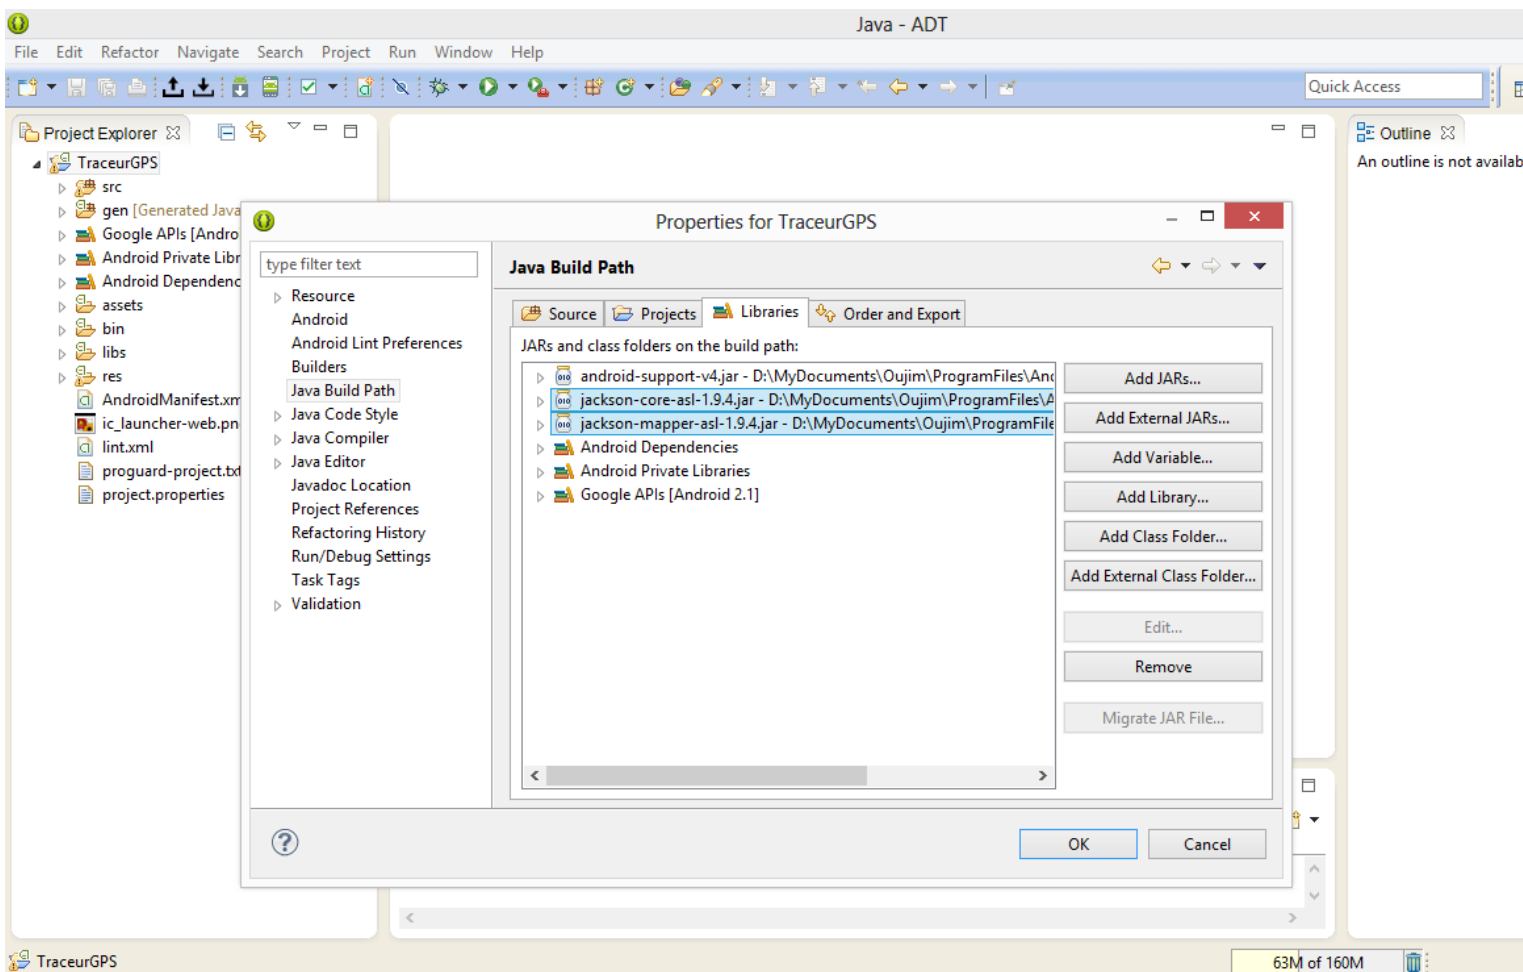 Java - ADT
File Edit Refactor Navigate Search Project Run Window Help
Quick Access
Project Explorer
TraceurGPS
src
gen [Generated Java
Google APIs [Andro
Android Private Libr
Android Dependenc
assets
bin
libs
res
AndroidManifest.xm
ic_launcher-web.pn
lint.xml
proguard-project.txt
project.properties
Outline
An outline is not availab
Properties for TraceurGPS
type filter text
Resource
Android
Android Lint Preferences
Builders
Java Build Path
Java Code Style
Java Compiler
Java Editor
Javadoc Location
Project References
Refactoring History
Run/Debug Settings
Task Tags
Validation
Java Build Path
Source Projects Libraries Order and Export
JARs and class folders on the build path:
android-support-v4.jar - D:\MyDocuments\Oujim\ProgramFiles\And
jackson-core-asl-1.9.4.jar - D:\MyDocuments\Oujim\ProgramFiles\A
jackson-mapper-asl-1.9.4.jar - D:\MyDocuments\Oujim\ProgramFile
Android Dependencies
Android Private Libraries
Google APIs [Android 2.1]
Add JARs...
Add External JARs...
Add Variable...
Add Library...
Add Class Folder...
Add External Class Folder...
Edit...
Remove
Migrate JAR File...
OK
Cancel
TraceurGPS
63M of 160M